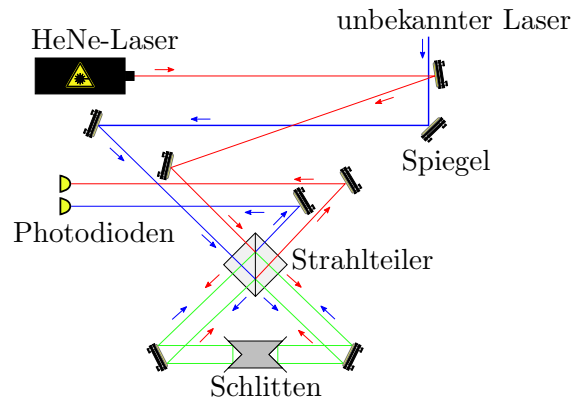 unbekannter Laser
HeNe-Laser
Spiegel
Photodioden
Strahlteiler
Schlitten